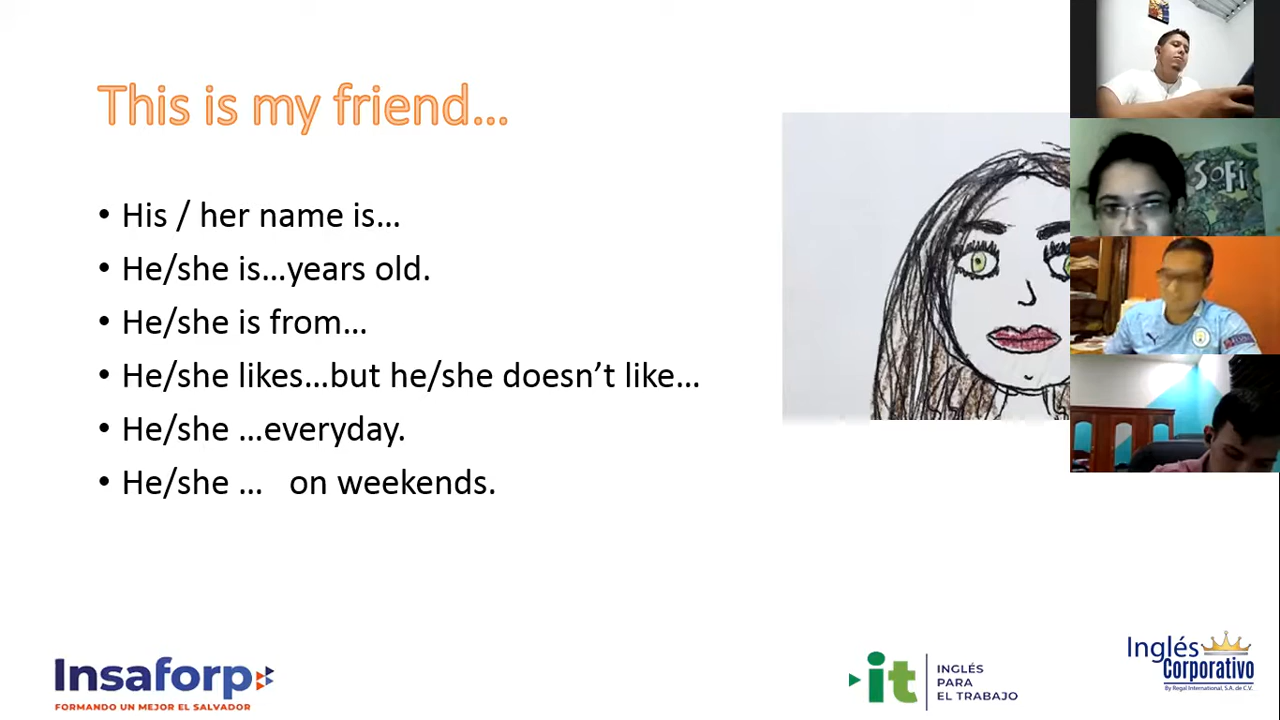 This is my friend...
• His / her name is...
• He/she is...years old.
• He/she is from...
• He/she likes...but he/she doesn't like...
• He/she ...everyday.
• He/she ... on weekends.
SOFÍ
Insaforp
FORMANDO UN MEJOR EL SALVADOR
it
INGLÉS
PARA
EL TRABAJO
Inglés
Corporativo
By Regal International, S.A. de C.V.